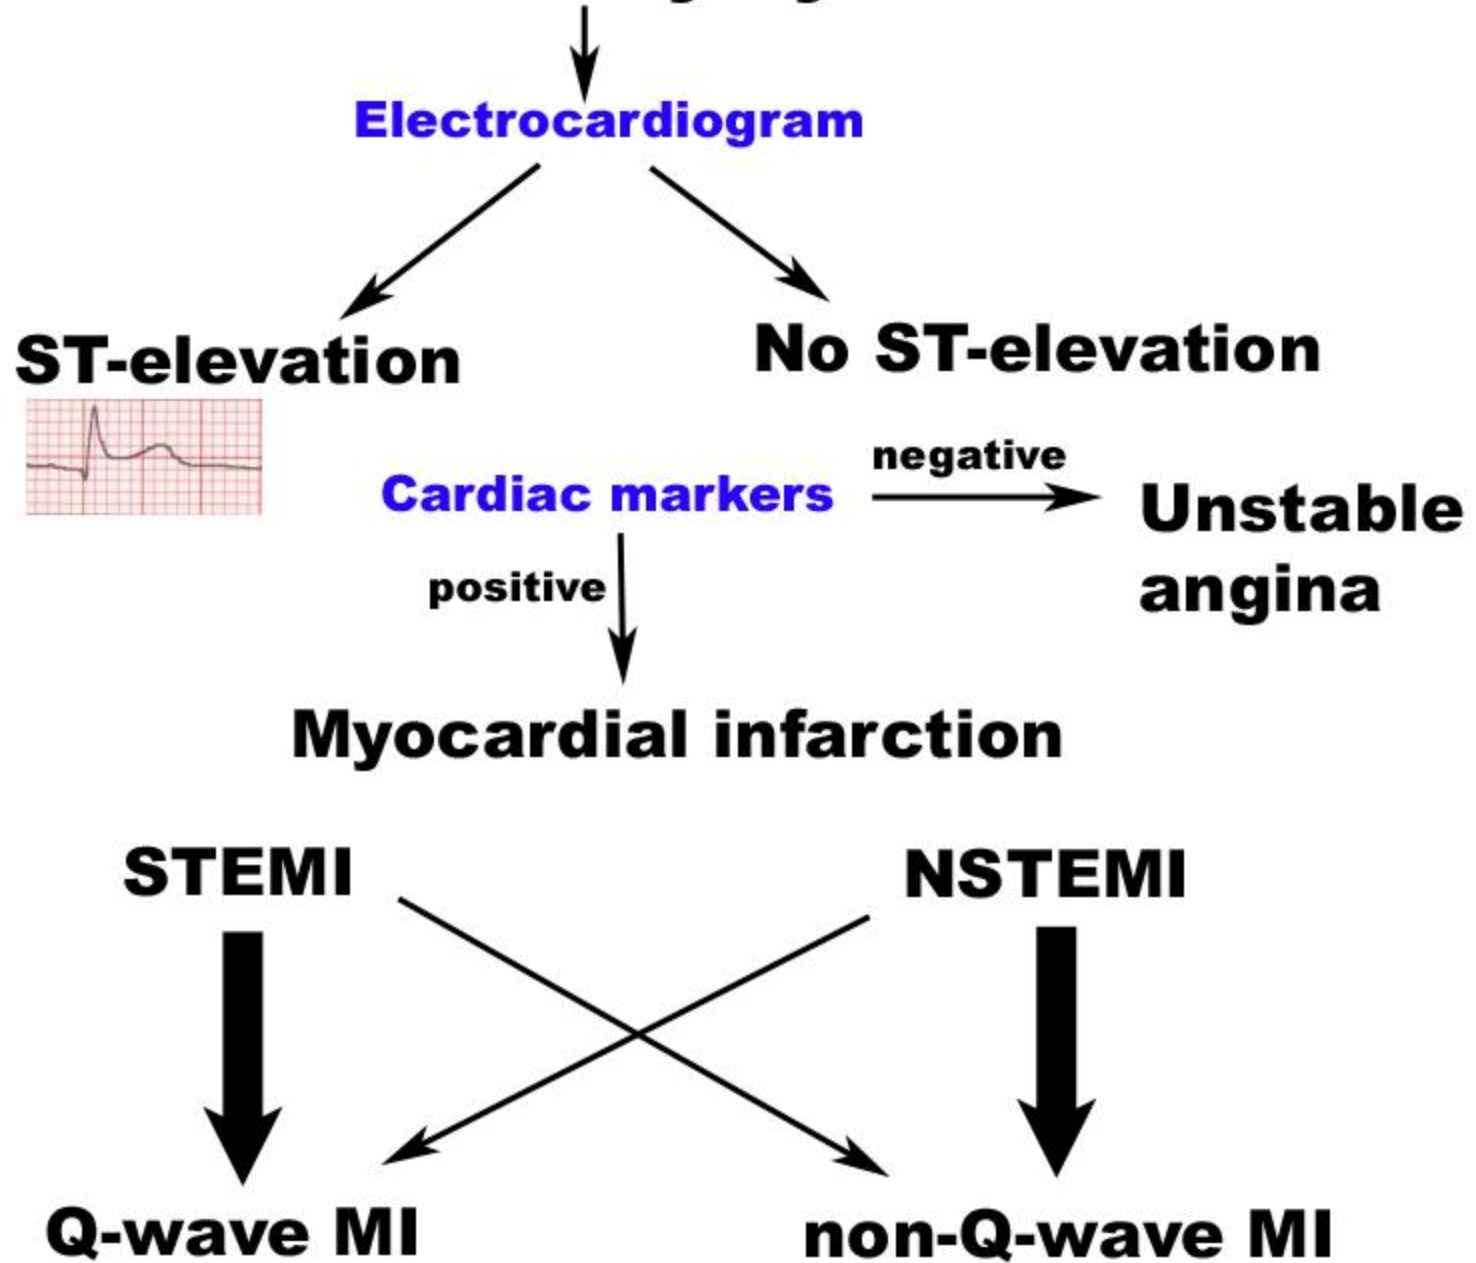 Electrocardiogram
ST-elevation
No ST-elevation
negative
Cardiac markers
Unstable
angina
positive
Myocardial infarction
STEMI
NSTEMI
Q-wave MI
non-Q-wave MI